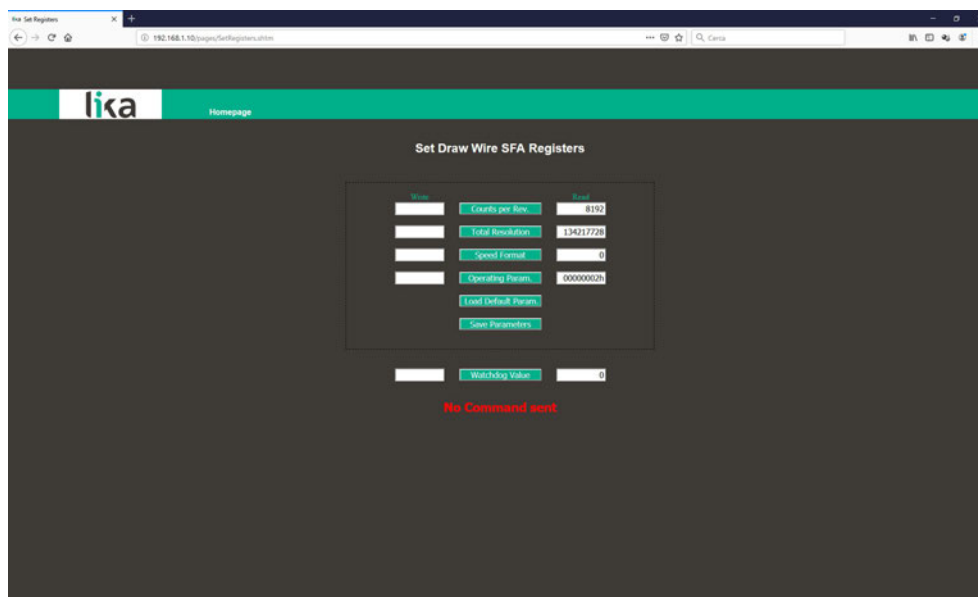 lika Set Registers
192.168.1.10/pages/SetRegisters.shtm
Cerca
lika
Homepage
Set Draw Wire SFA Registers
Write Read
Counts per Rev. 8192
Total Resolution 134217728
Speed Format 0
Operating Param. 00000002h
Load Default Param.
Save Parameters
Watchdog Value 0
No Command sent